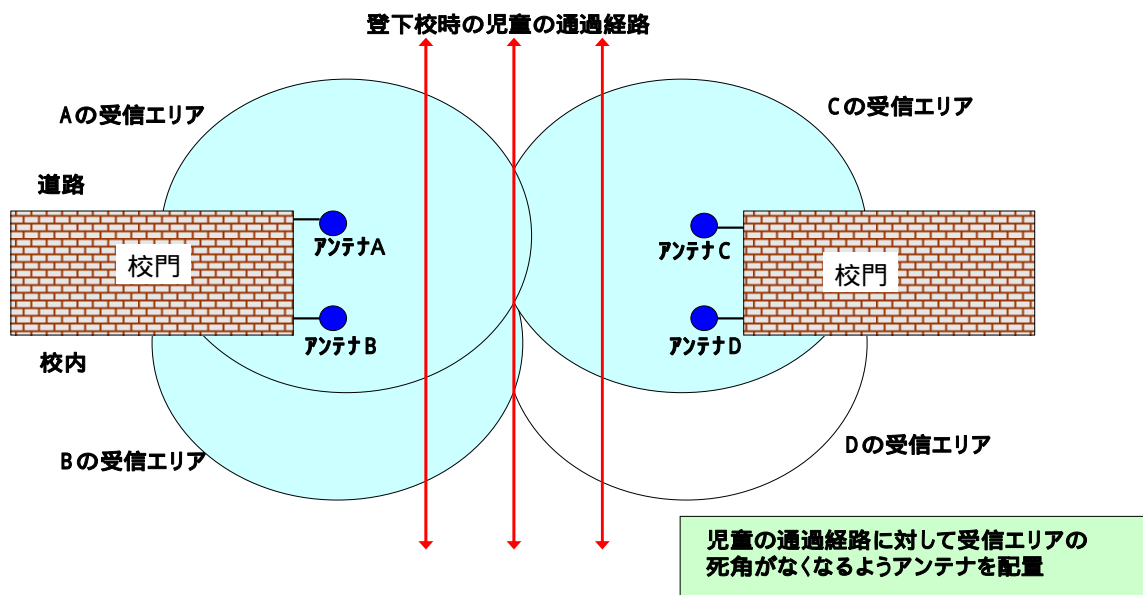 登下校時の児童の通過経路
Aの受信エリア
Cの受信エリア
道路
アンテナA
アンテナC
校門
校門
アンテナB
アンテナD
校内
Bの受信エリア
Dの受信エリア
児童の通過経路に対して受信エリアの
死角がなくなるようアンテナを配置